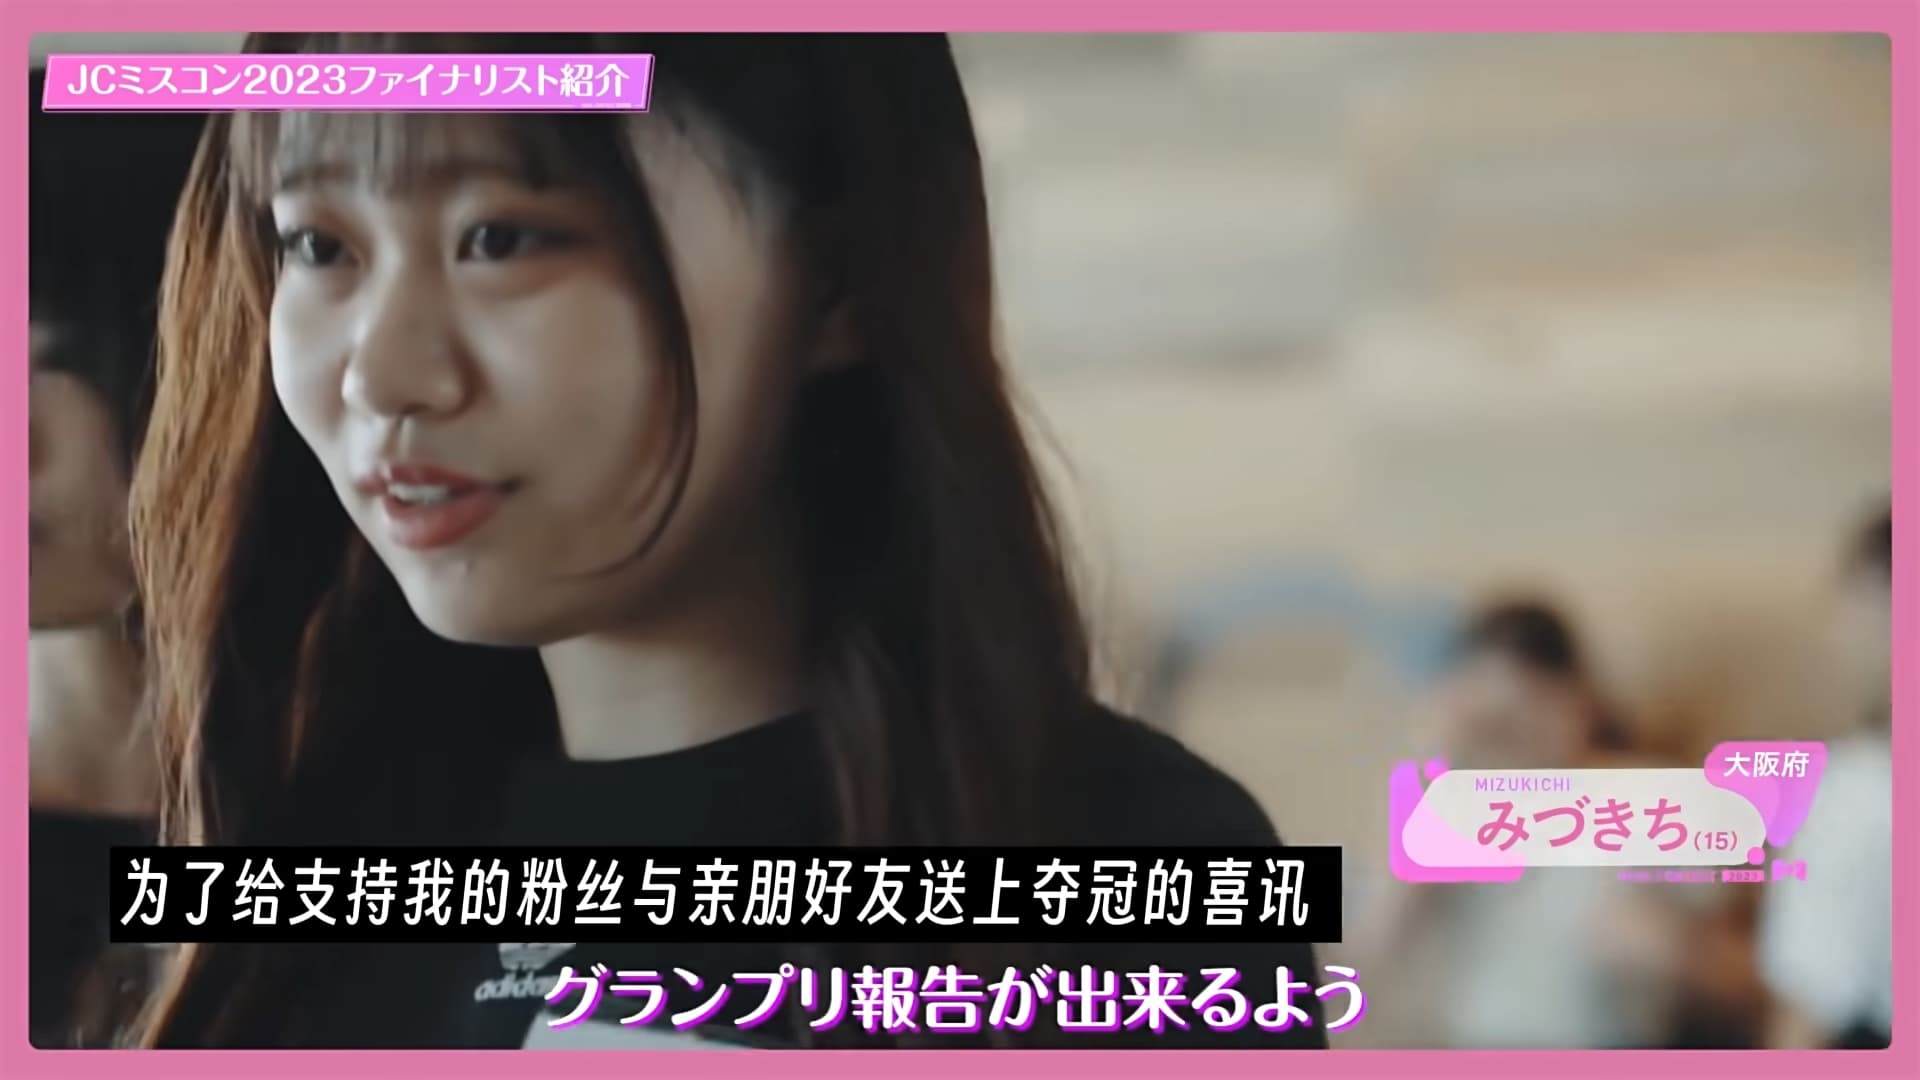 JCミスコン2023ファイナリスト紹介
大阪府
MIZUKICHI
みづきち(15)
2023
为了给支持我的粉丝与亲朋好友送上夺冠的喜讯
グランプリ報告が出来るよう